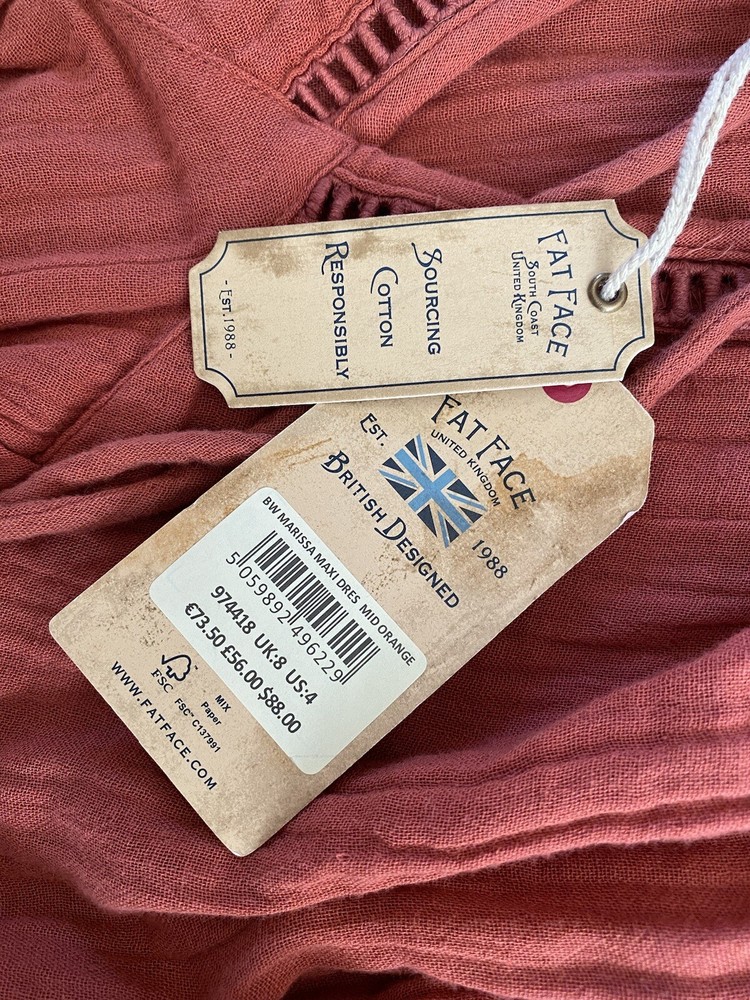 FAT FACE
SOUTH COAST
UNITED KINGDOM
SOURCING
COTTON
RESPONSIBLY
- EST.1988 -
FAT FACE
UNITED KINGDOM
EST. 1988
BRITISH DESIGNED
BW MARISSA MAXI DRES MID ORANGE
5 059892 496229
974418 UK:8 US:4
€73.50 £56.00 $88.00
FSC™
MIX
Paper
FSC™ C137991
WWW.FATFACE.COM